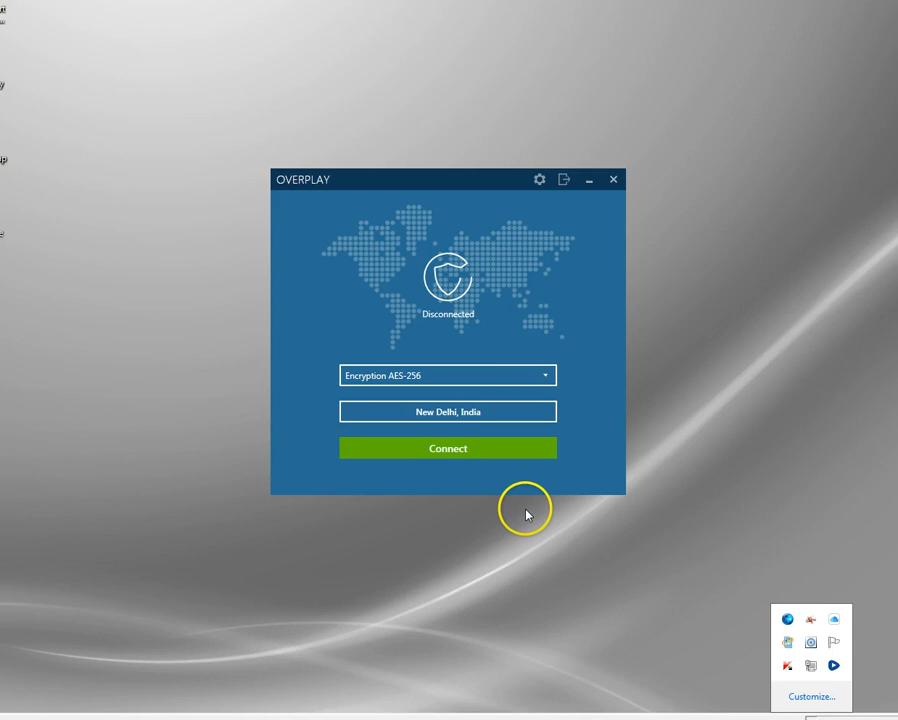 OVERPLAY
Disconnected
Encryption AES-256
New Delhi, India
Connect
Customize...